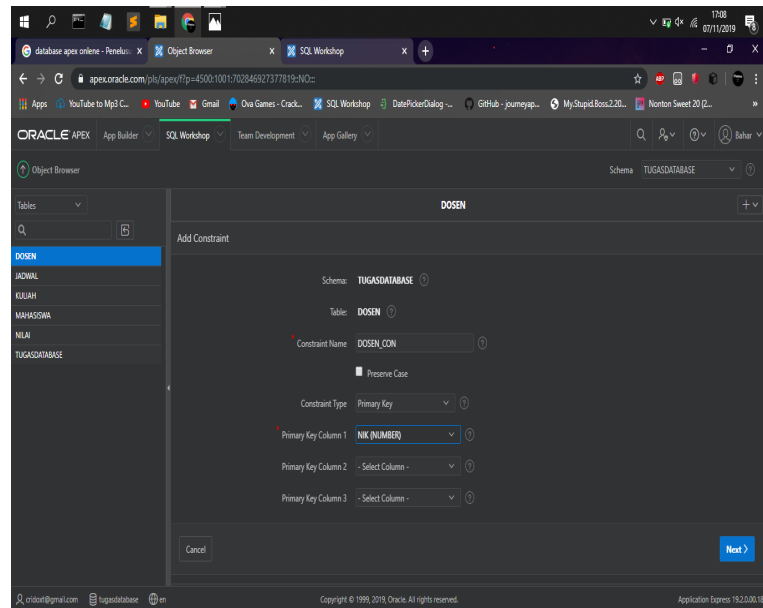 17:08
07/11/2019
database apex onlene - Penelusu
Object Browser
SQL Workshop
apex.oracle.com/pls/apex/f?p=4500:1001:702846927377819::NO:::
Apps
YouTube to Mp3 C...
YouTube
Gmail
Ova Games - Crack...
SQL Workshop
DatePickerDialog -...
GitHub - journeyap...
My.Stupid.Boss.2.20...
Nonton Sweet 20 (2...
»
ORACLE APEX
App Builder
SQL Workshop
Team Development
App Gallery
Bahar
Object Browser
Schema TUGASDATABASE
Tables
DOSEN
JADWAL
KULIAH
MAHASISWA
NILAI
TUGASDATABASE
DOSEN
Add Constraint
Schema: TUGASDATABASE
Table: DOSEN
* Constraint Name DOSEN_CON
Preserve Case
Constraint Type Primary Key
* Primary Key Column 1 NIK (NUMBER)
Primary Key Column 2 - Select Column -
Primary Key Column 3 - Select Column -
Cancel
Next
cridoxt@gmail.com
tugasdatabase
en
Copyright © 1999, 2019, Oracle. All rights reserved.
Application Express 19.2.0.00.18